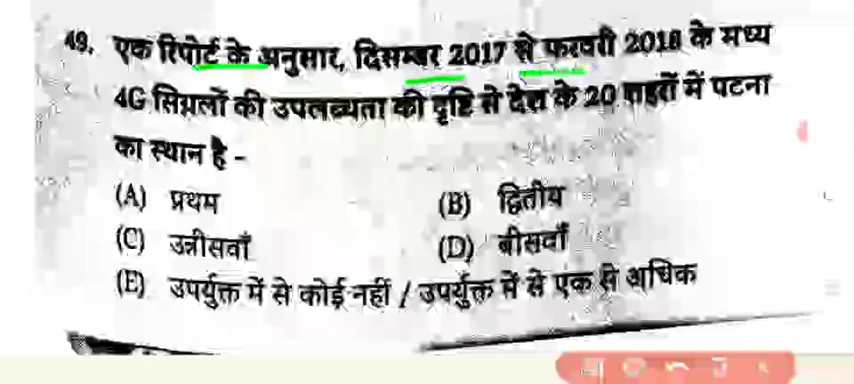 49. एक रिपोर्ट के अनुसार, दिसम्बर 2017 से फरवरी 2018 के मध्य
4G सिग्नलों की उपलब्धता की दृष्टि से देश के 20 शहरों में पटना
का स्थान है -
(A) प्रथम
(B) द्वितीय
(C) उन्नीसवाँ
(D) बीसवाँ
(E) उपर्युक्त में से कोई नहीं / उपर्युक्त में से एक से अधिक